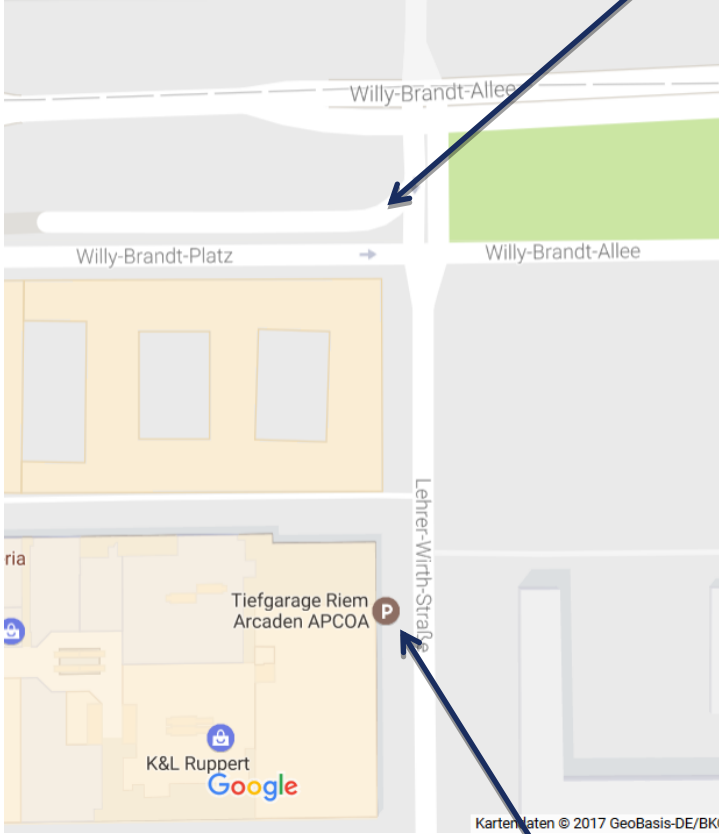 Willy-Brandt-Allee
Willy-Brandt-Platz
Willy-Brandt-Allee
Lehrer-Wirth-Straße
ria
Tiefgarage Riem
Arcaden APCOA
P
K&L Ruppert
Google
Kartendaten © 2017 GeoBasis-DE/BKG